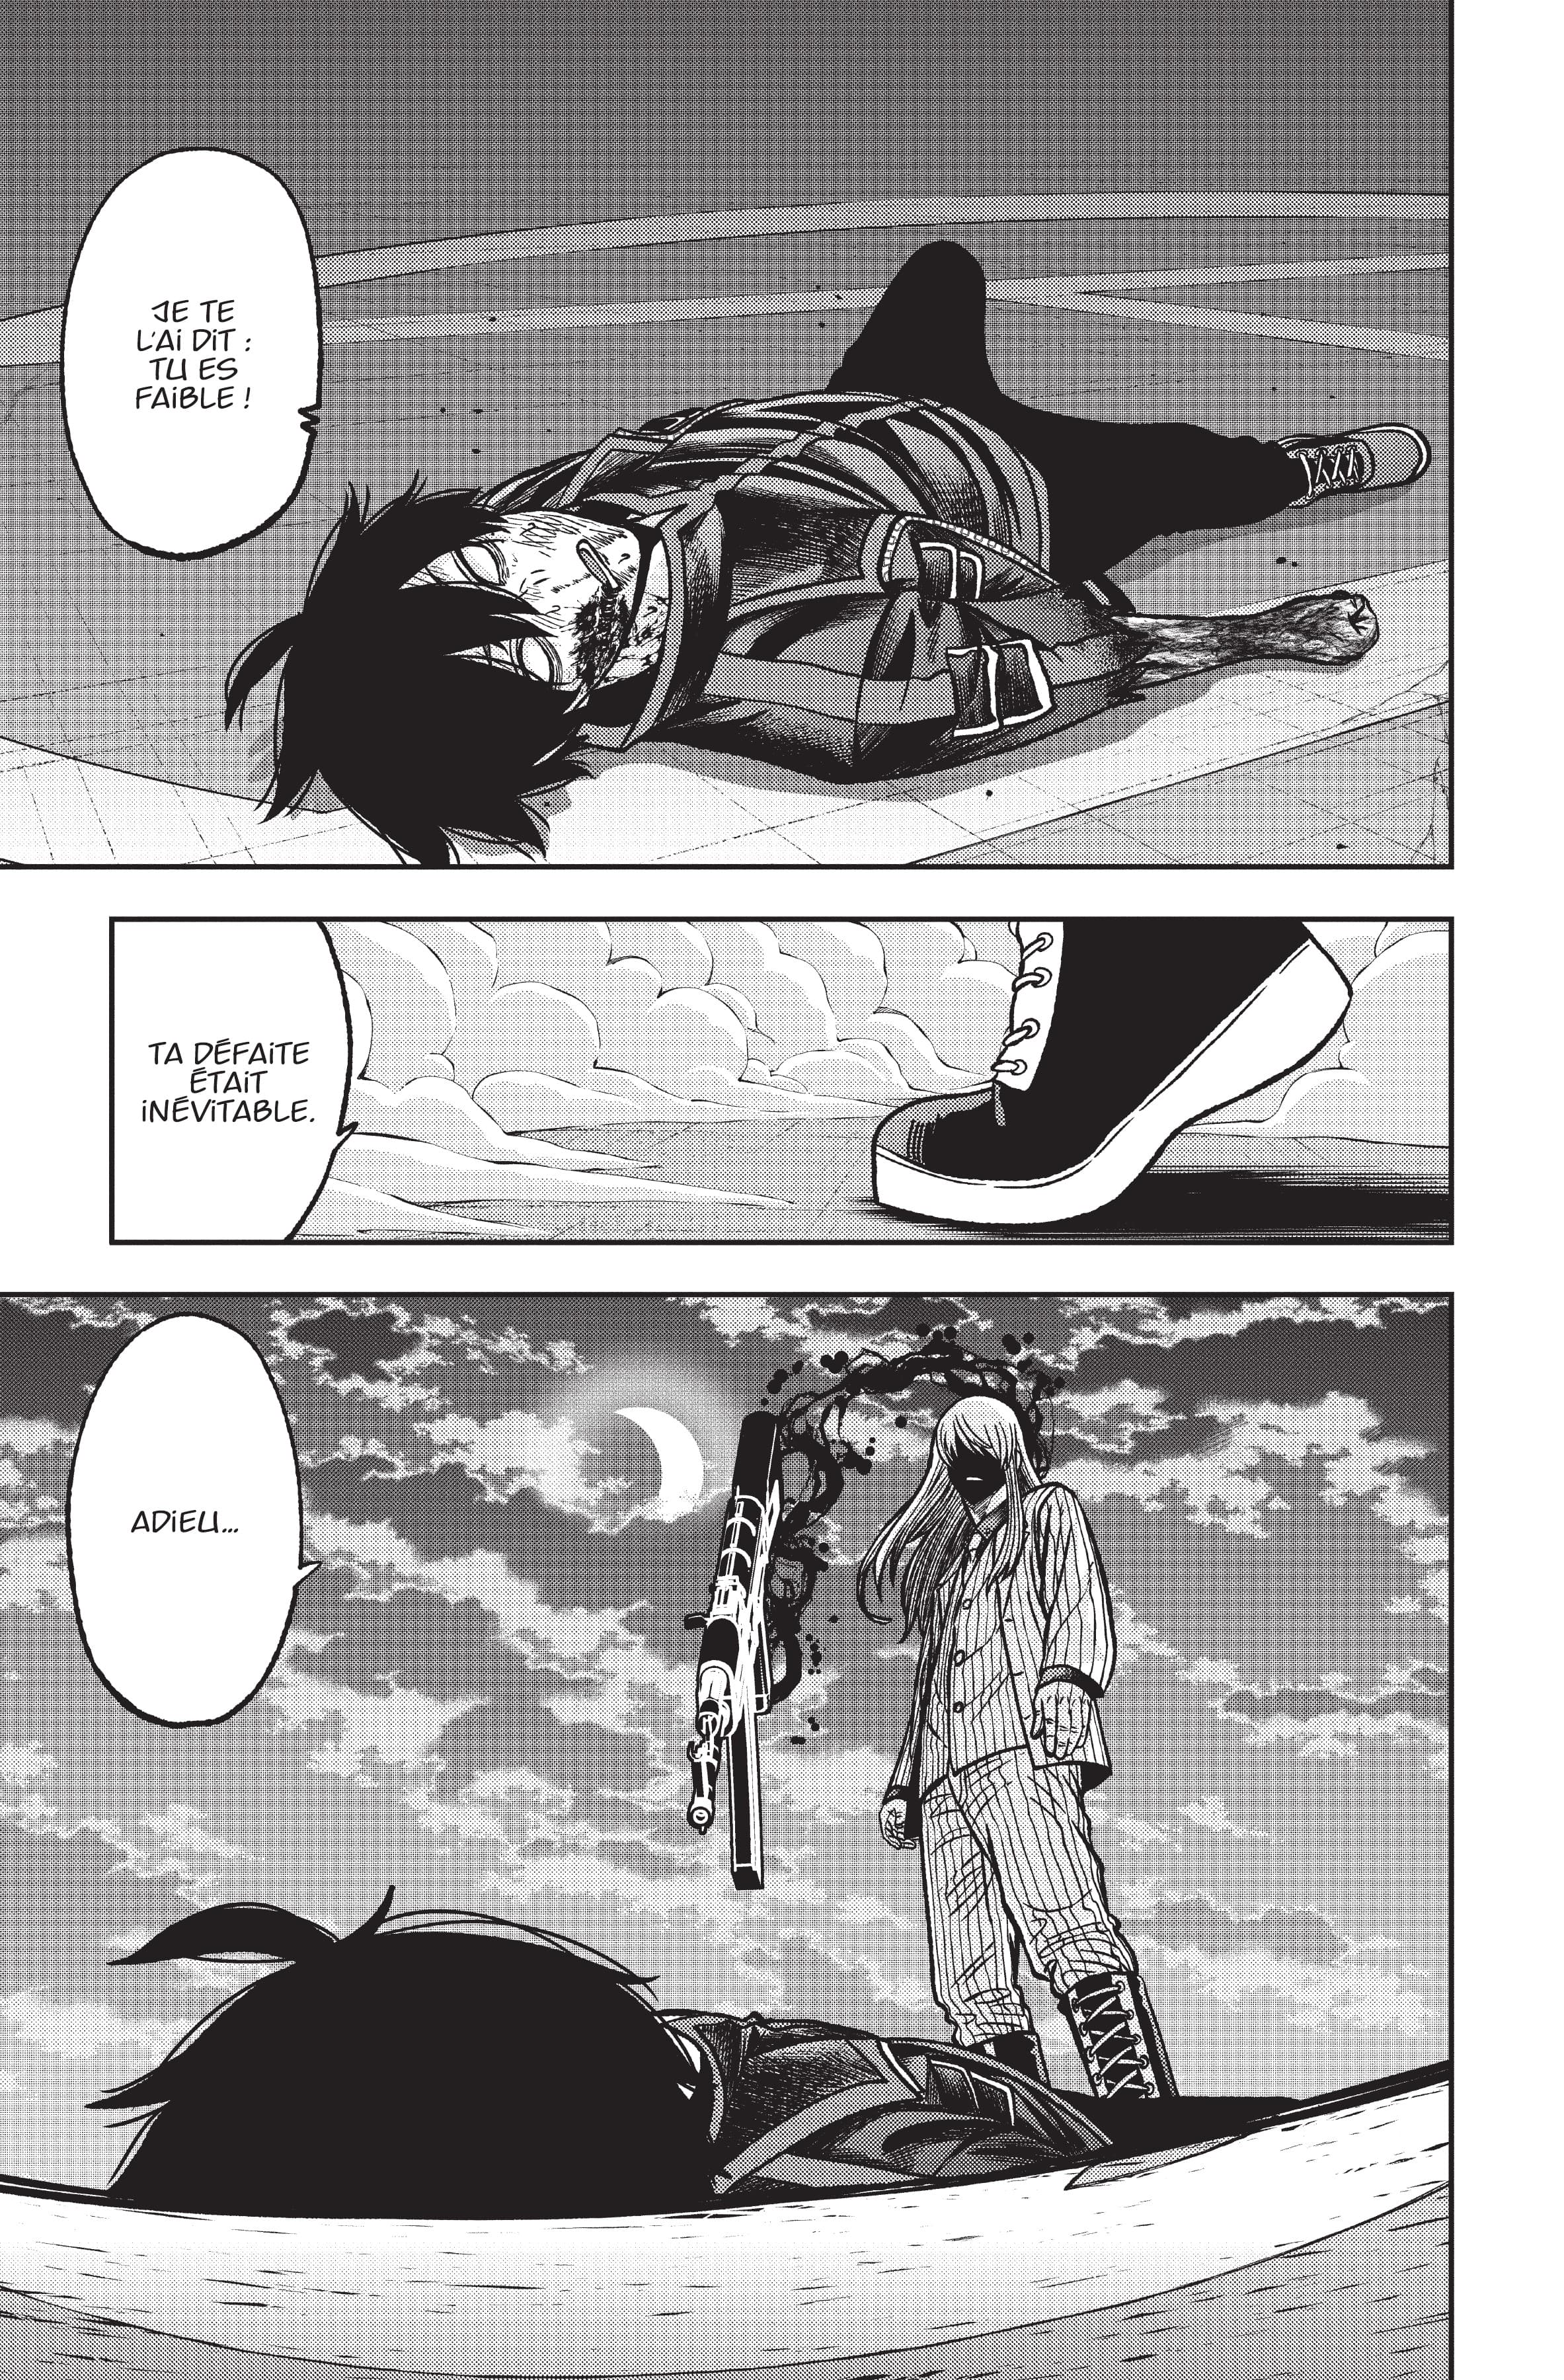 JE TE
L'AI DIT :
TU ES
FAIBLE !
TA DÉFAITE
ÉTAIT
INÉVITABLE.
ADIEU...